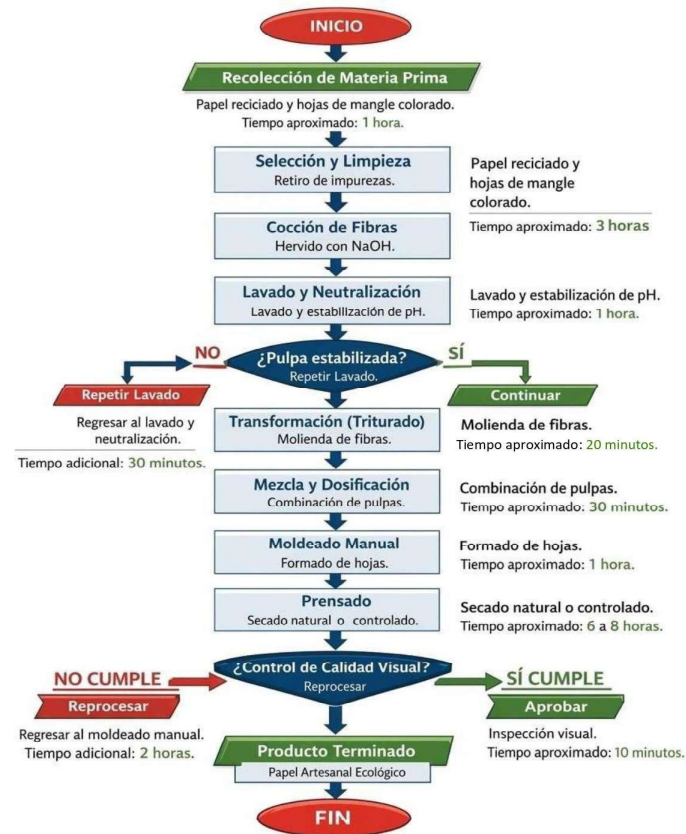 INICIO
Recolección de Materia Prima
Papel reciciado y hojas de mangle colorado.
Tiempo aproximado: 1 hora.
Selección y Limpieza
Retiro de impurezas.
Papel reciciado y
hojas de mangle
colorado.
Tiempo aproximado: 3 horas
Cocción de Fibras
Hervido con NaOH.
Lavado y Neutralización
Lavado y estabilización de pH.
Lavado y estabilización de pH.
Tiempo aproximado: 1 hora.
NO
¿Pulpa estabilizada?
Repetir Lavado.
SÍ
Repetir Lavado
Regresar al lavado y
neutralización.
Tiempo adicional: 30 minutos.
Continuar
Transformación (Triturado)
Molienda de fibras.
Molienda de fibras.
Tiempo aproximado: 20 minutos.
Mezcla y Dosificación
Combinación de pulpas.
Combinación de pulpas.
Tiempo aproximado: 30 minutos.
Moldeado Manual
Formado de hojas.
Formado de hojas.
Tiempo aproximado: 1 hora.
Prensado
Secado natural o controlado.
Secado natural o controlado.
Tiempo aproximado: 6 a 8 horas.
NO CUMPLE
¿Control de Calidad Visual?
Reprocesar
SÍ CUMPLE
Reprocesar
Regresar al moldeado manual.
Tiempo adicional: 2 horas.
Aprobar
Inspección visual.
Tiempo aproximado: 10 minutos.
Producto Terminado
Papel Artesanal Ecológico
FIN